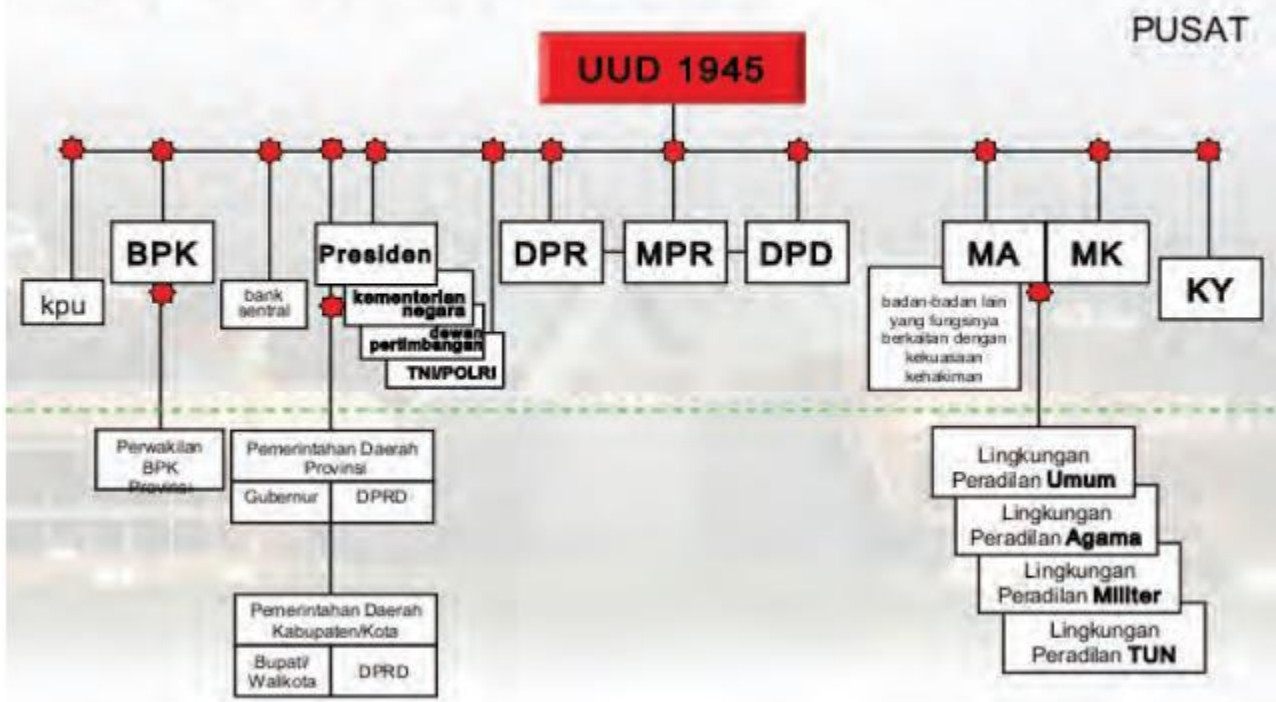 PUSAT
UUD 1945
kpu
BPK
bank
sentral
Presiden
kementerian
negara
dewan
pertimbangan
TNI/POLRI
DPR
MPR
DPD
MA
MK
KY
badan-badan lain
yang fungsinya
berkaitan dengan
kekuasaan
kehakiman
Perwakilan
BPK
Provinsi
Pemerintahan Daerah
Provinsi
Gubernur
DPRD
Pemerintahan Daerah
Kabupaten/Kota
Bupati/
Walikota
DPRD
Lingkungan
Peradilan Umum
Lingkungan
Peradilan Agama
Lingkungan
Peradilan Militer
Lingkungan
Peradilan TUN